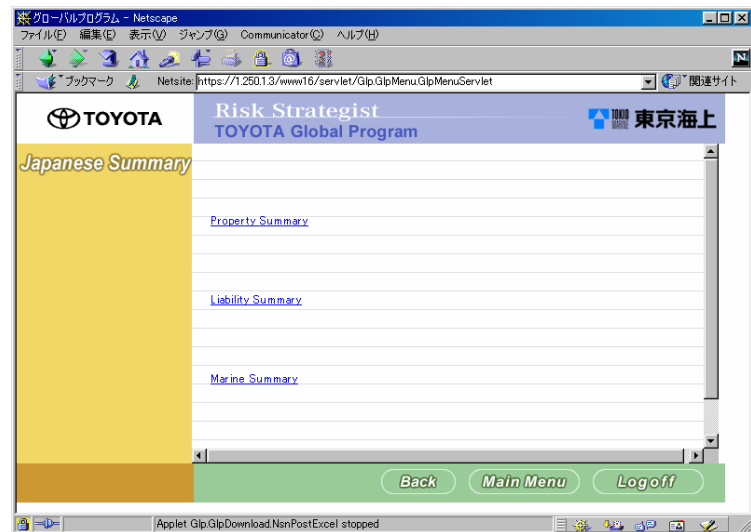 グローバルプログラム - Netscape
ファイル(F) 編集(E) 表示(V) ジャンプ(G) Communicator(C) ヘルプ(H)
ブックマーク Netsite: https://1.250.1.3/www16/servlet/Glp.GlpMenu.GlpMenuServlet 関連サイト
N
TOYOTA
Risk Strategist
TOYOTA Global Program
TOKIO MARINE 東京海上
Japanese Summary
Property Summary
Liability Summary
Marine Summary
Back Main Menu Logoff
Applet Glp.GlpDownload.NsnPostExcel stopped